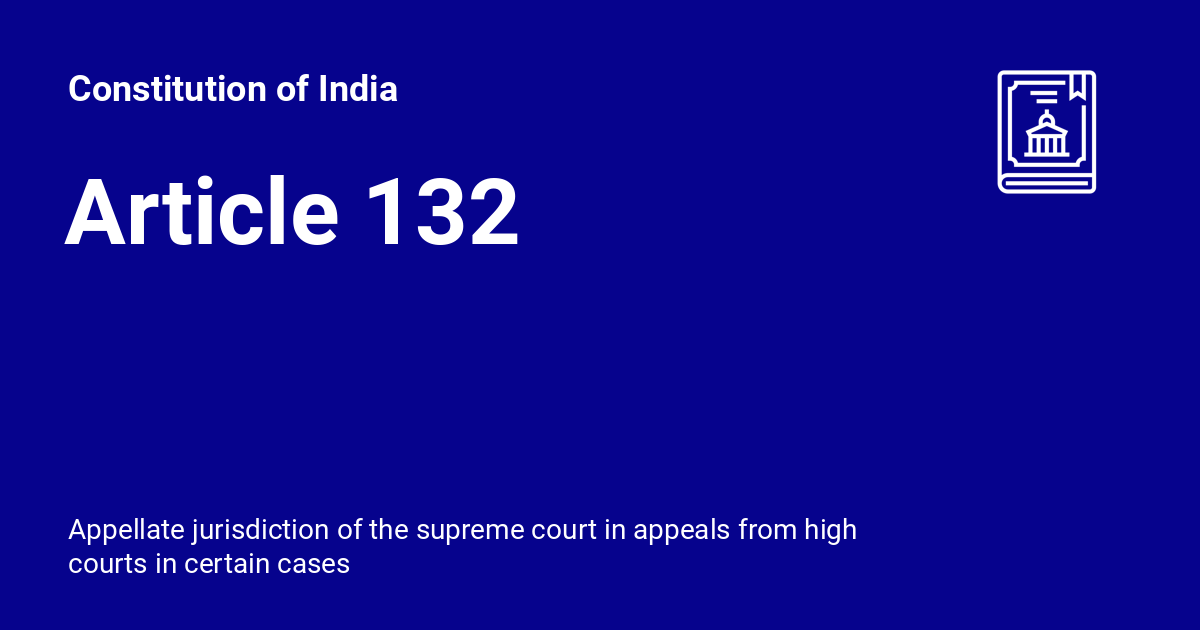 Constitution of India
Article 132
Appellate jurisdiction of the supreme court in appeals from high
courts in certain cases